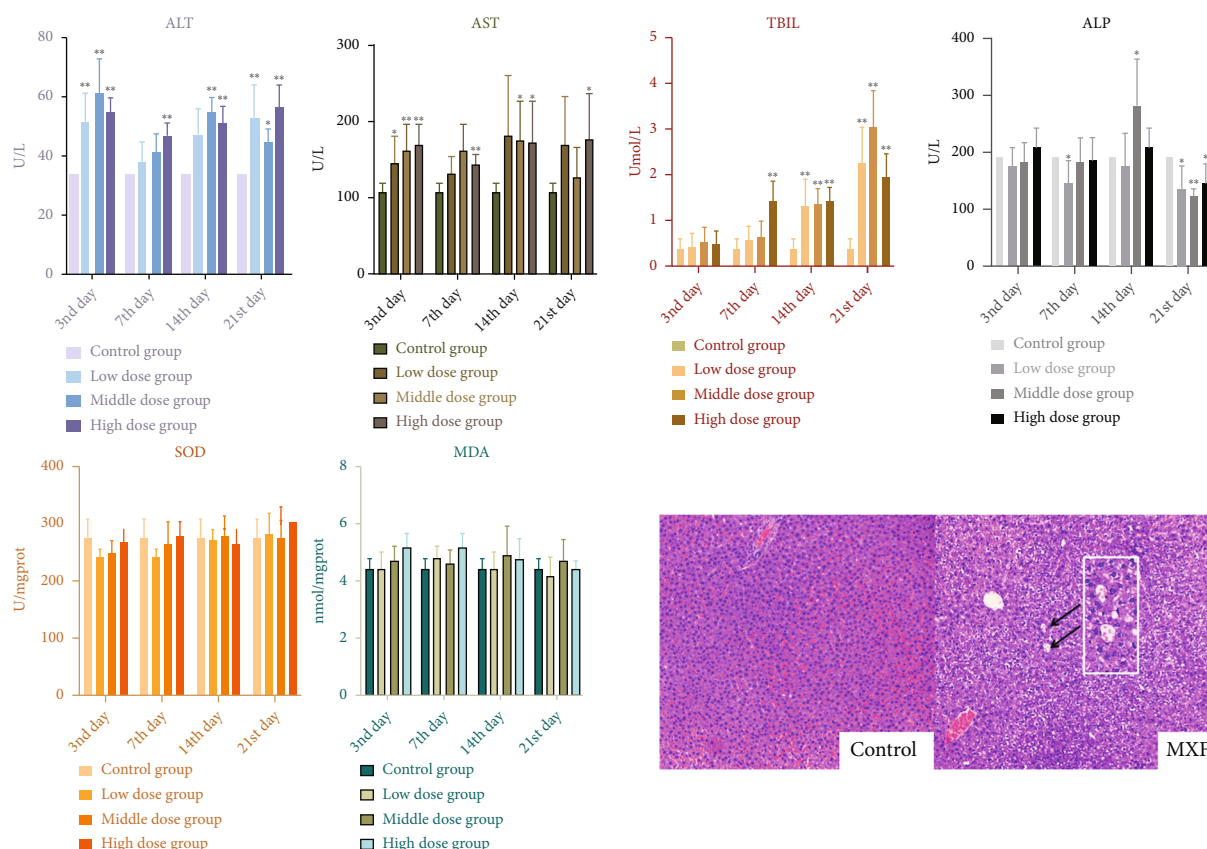 ALT
80
60
40
20
0
U/L
** ** **
**
** **
** * **
3nd day
7th day
14th day
21st day
Control group
Low dose group
Middle dose group
High dose group
AST
300
200
100
0
U/L
* ** **
**
* *
*
3nd day
7th day
14th day
21st day
Control group
Low dose group
Middle dose group
High dose group
TBIL
5
4
3
2
1
0
Umol/L
**
** ** **
** ** **
3nd day
7th day
14th day
21st day
Control group
Low dose group
Middle dose group
High dose group
ALP
400
300
200
100
0
U/L
*
*
* **
3nd day
7th day
14th day
21st day
Control group
Low dose group
Middle dose group
High dose group
SOD
400
300
200
100
0
U/mgprot
3nd day
7th day
14th day
21st day
Control group
Low dose group
Middle dose group
High dose group
MDA
8
6
4
2
0
nmol/mgprot
3nd day
7th day
14th day
21st day
Control group
Low dose group
Middle dose group
High dose group
Control
MXF